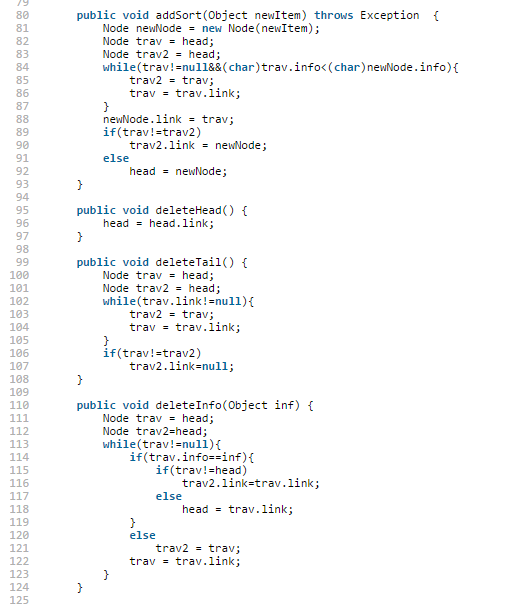 79
80 public void addSort(Object newItem) throws Exception  {
81 Node newNode = new Node(newItem);
82 Node trav = head;
83 Node trav2 = head;
84 while(trav!=null&&(char)trav.info<(char)newNode.info){
85 trav2 = trav;
86 trav = trav.link;
87 }
88 newNode.link = trav;
89 if(trav!=trav2)
90 trav2.link = newNode;
91 else
92 head = newNode;
93 }
94
95 public void deleteHead() {
96 head = head.link;
97 }
98
99 public void deleteTail() {
100 Node trav = head;
101 Node trav2 = head;
102 while(trav.link!=null){
103 trav2 = trav;
104 trav = trav.link;
105 }
106 if(trav!=trav2)
107 trav2.link=null;
108 }
109
110 public void deleteInfo(Object inf) {
111 Node trav = head;
112 Node trav2=head;
113 while(trav!=null){
114 if(trav.info==inf){
115 if(trav!=head)
116 trav2.link=trav.link;
117 else
118 head = trav.link;
119 }
120 else
121 trav2 = trav;
122 trav = trav.link;
123 }
124 }
125